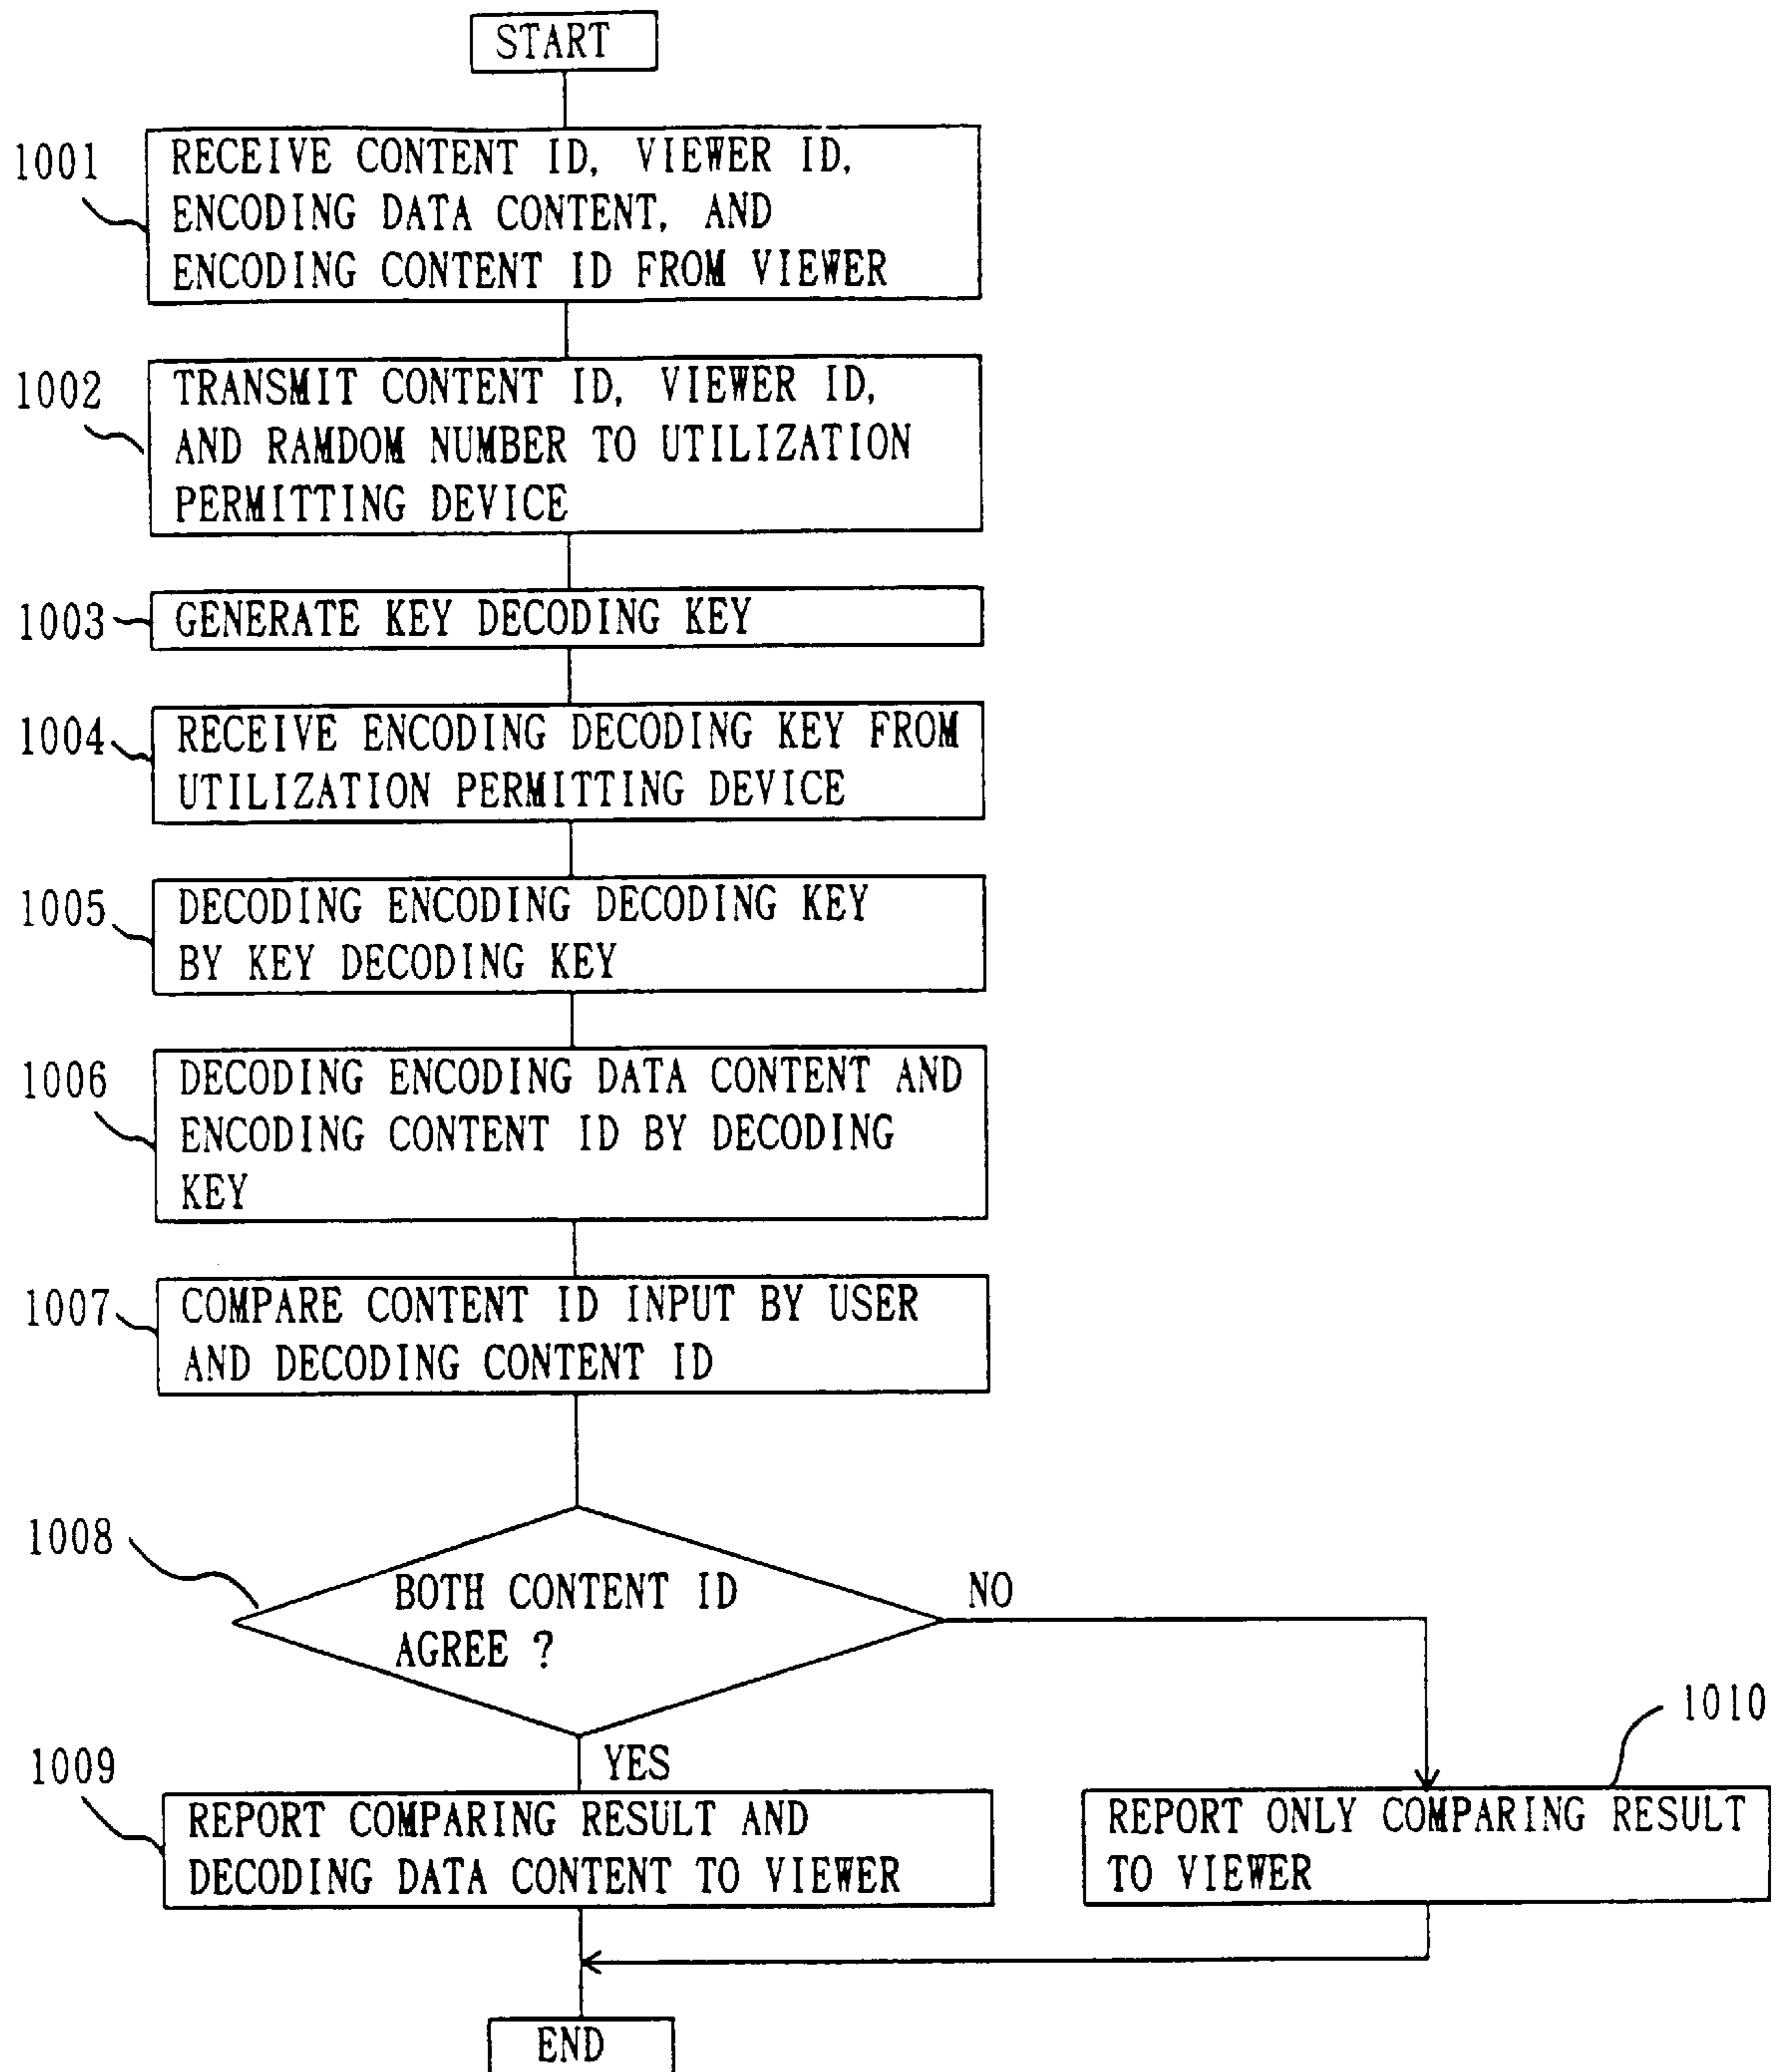 START
1001
RECEIVE CONTENT ID, VIEWER ID,
ENCODING DATA CONTENT, AND
ENCODING CONTENT ID FROM VIEWER
1002
TRANSMIT CONTENT ID, VIEWER ID,
AND RAMDOM NUMBER TO UTILIZATION
PERMITTING DEVICE
1003
GENERATE KEY DECODING KEY
1004
RECEIVE ENCODING DECODING KEY FROM
UTILIZATION PERMITTING DEVICE
1005
DECODING ENCODING DECODING KEY
BY KEY DECODING KEY
1006
DECODING ENCODING DATA CONTENT AND
ENCODING CONTENT ID BY DECODING
KEY
1007
COMPARE CONTENT ID INPUT BY USER
AND DECODING CONTENT ID
1008
BOTH CONTENT ID
AGREE ?
NO
YES
1009
REPORT COMPARING RESULT AND
DECODING DATA CONTENT TO VIEWER
1010
REPORT ONLY COMPARING RESULT
TO VIEWER
END